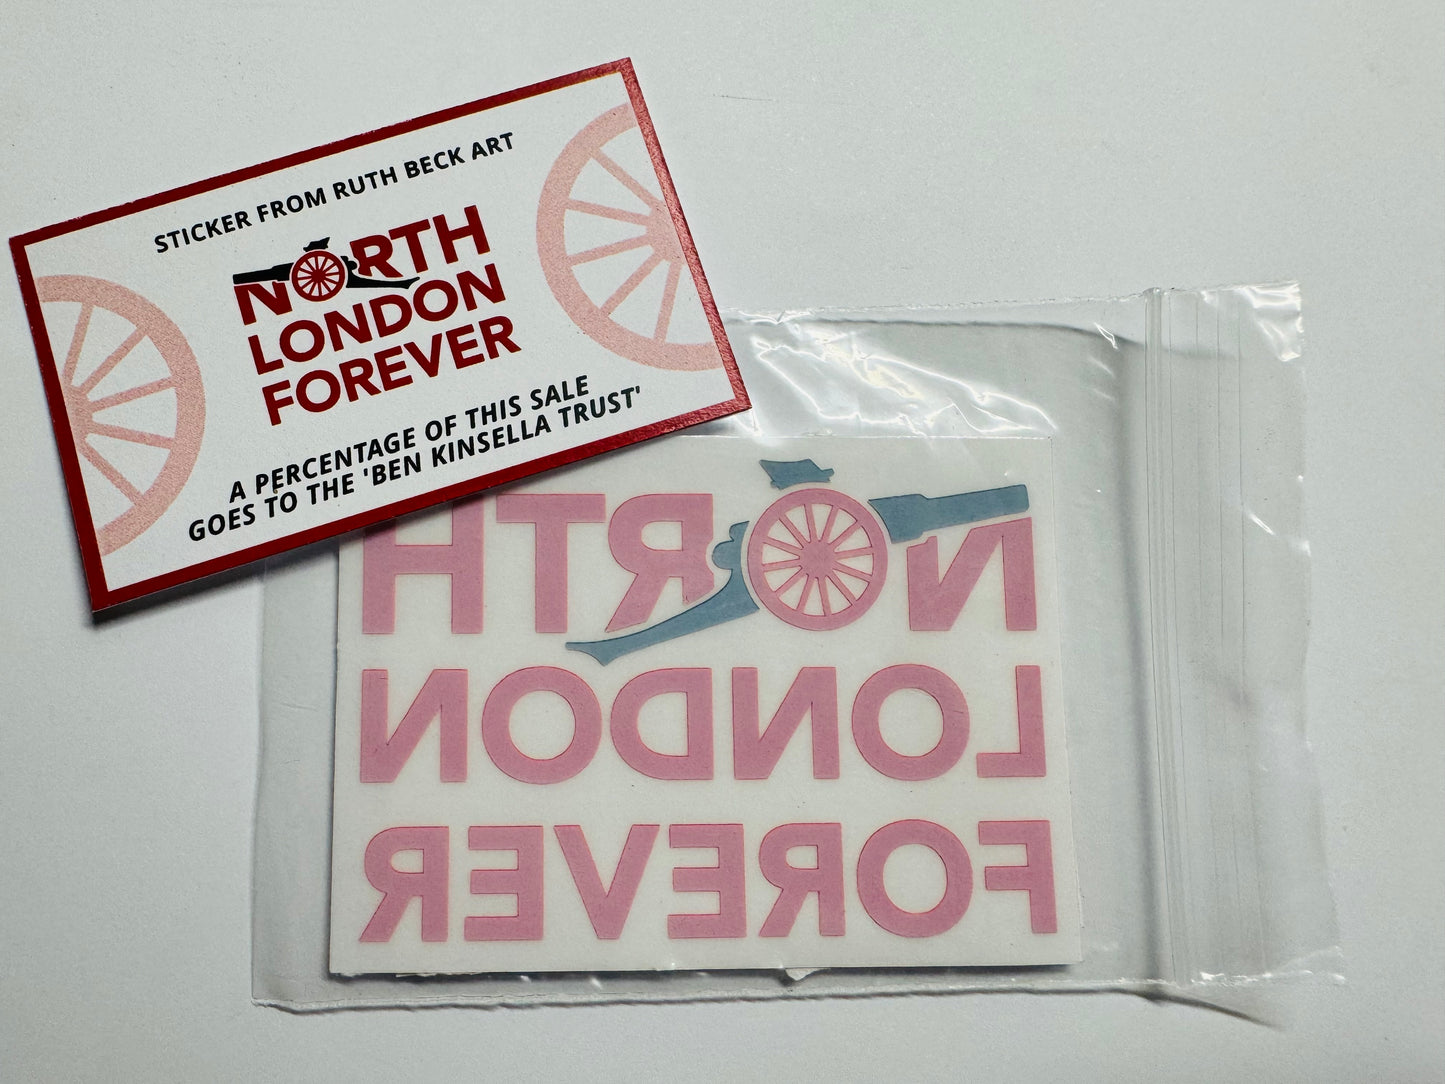 STICKER FROM RUTH BECK ART
NORTH
LONDON
FOREVER
A PERCENTAGE OF THIS SALE
GOES TO THE 'BEN KINSELLA TRUST'
NORTH
LONDON
FOREVER